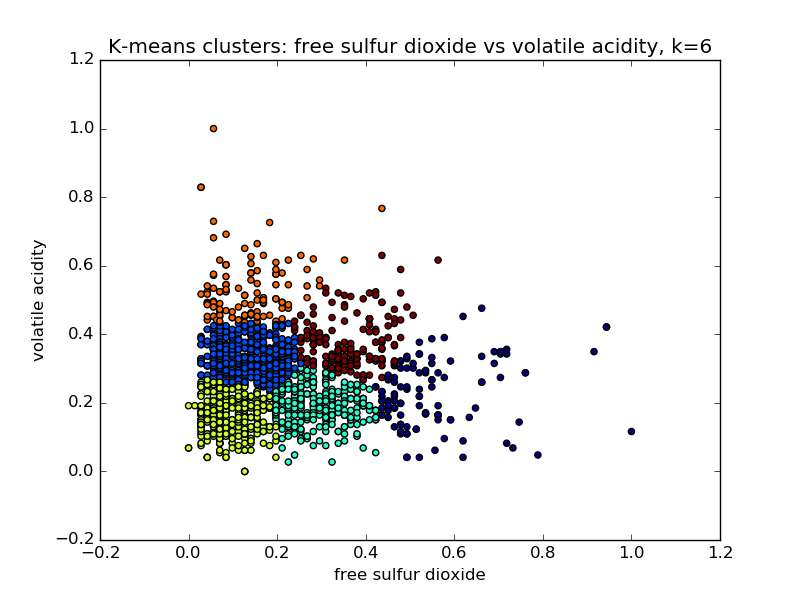 K-means clusters: free sulfur dioxide vs volatile acidity, k=6
1.2
1.0
0.8
0.6
0.4
0.2
0.0
−0.2
volatile acidity
−0.2 0.0 0.2 0.4 0.6 0.8 1.0 1.2
free sulfur dioxide